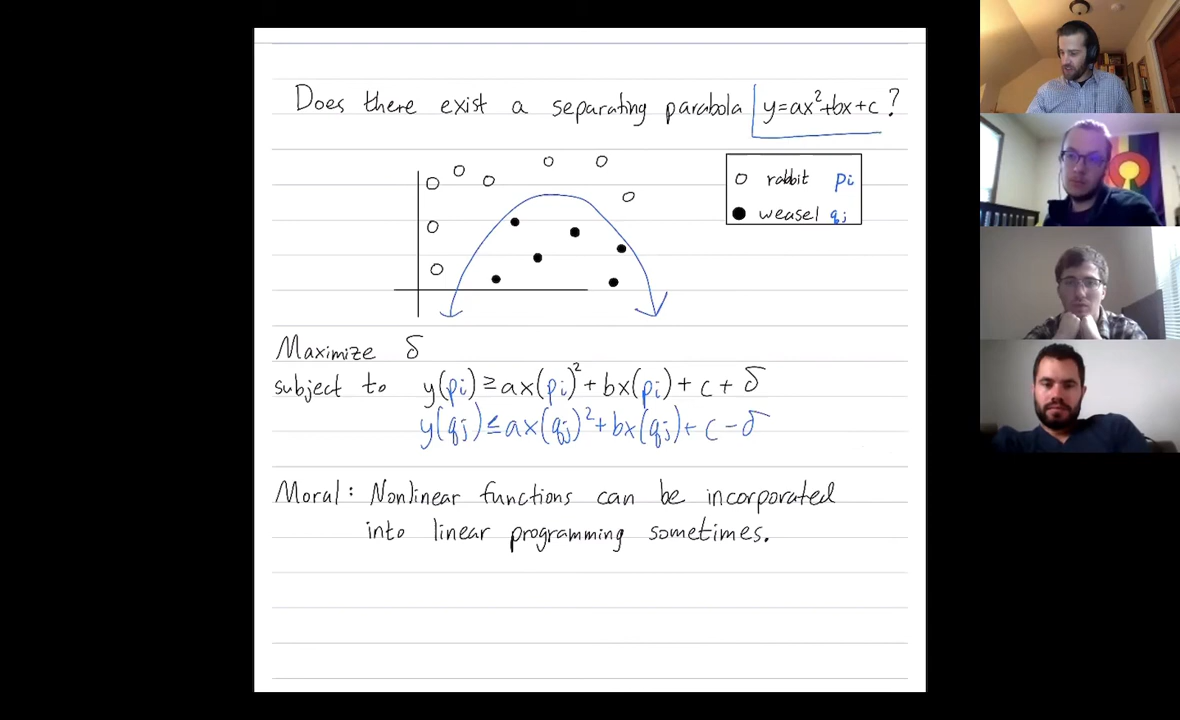 Does there exist a separating parabola y=ax²+bx+c?
rabbit pi
weasel qj
Maximize δ
subject to y(pi) ≥ ax(pi)² + bx(pi) + c + δ
y(qj) ≤ ax(qj)² + bx(qj) + c - δ
Moral: Nonlinear functions can be incorporated
into linear programming sometimes.